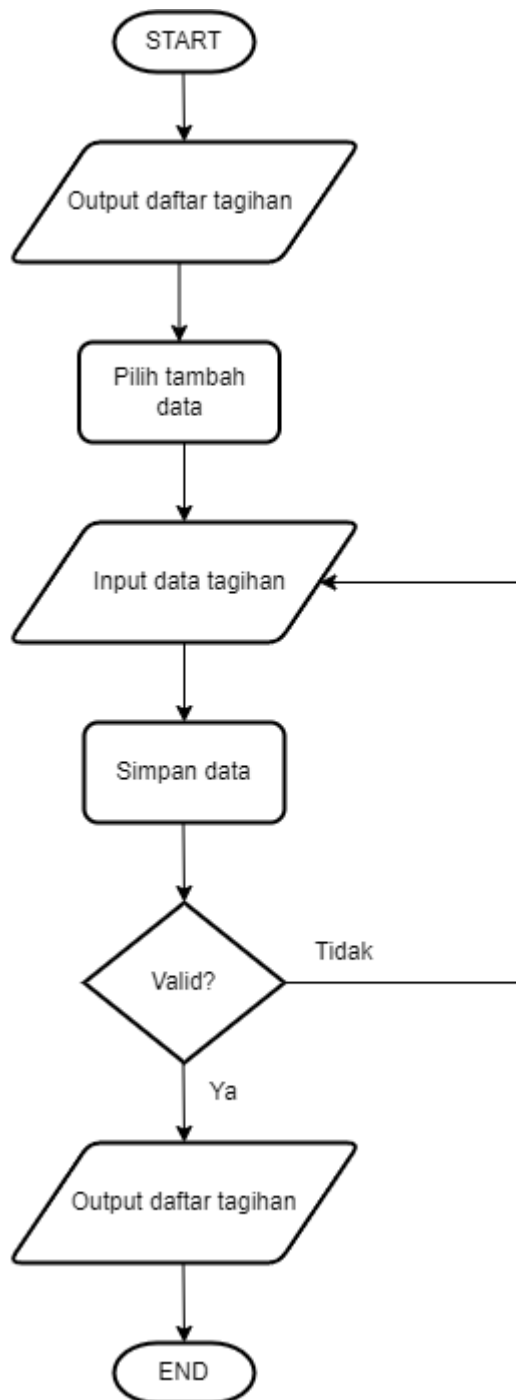 START
Output daftar tagihan
Pilih tambah
data
Input data tagihan
Simpan data
Valid?
Tidak
Ya
Output daftar tagihan
END